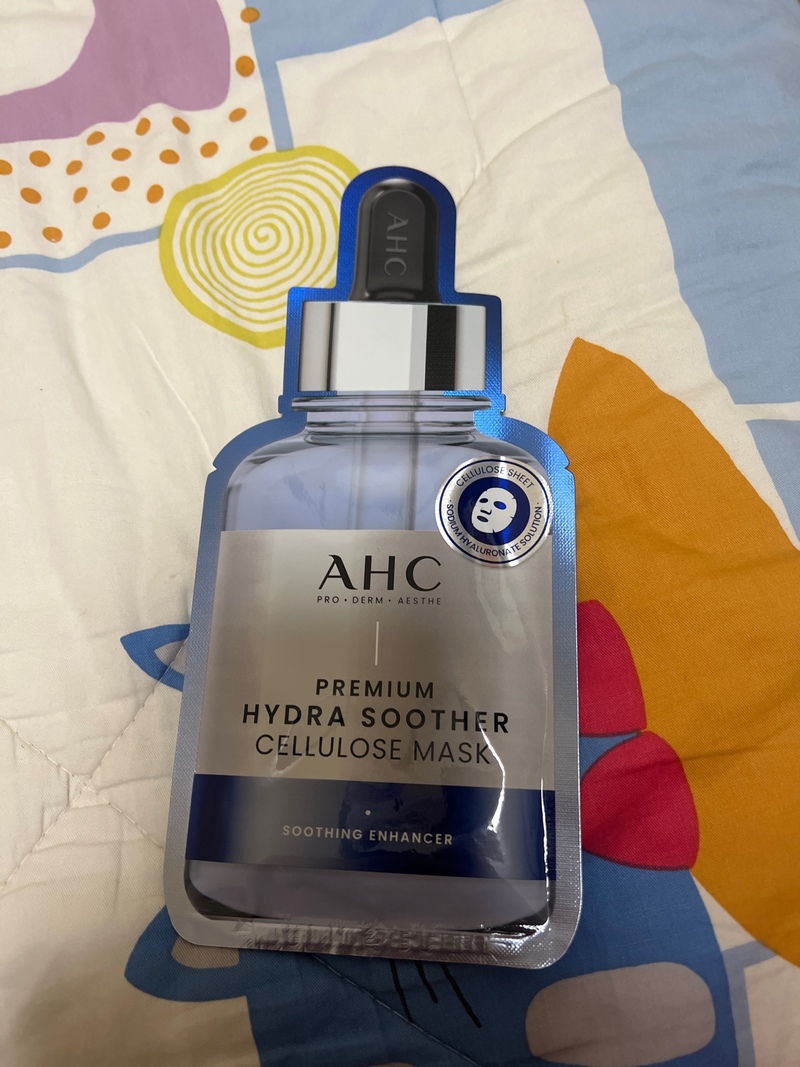 AHC
CELLULOSE SHEET
SODIUM HYALURONATE SOLUTION
AHC
PRO • DERM • AESTHE
PREMIUM
HYDRA SOOTHER
CELLULOSE MASK
SOOTHING ENHANCER